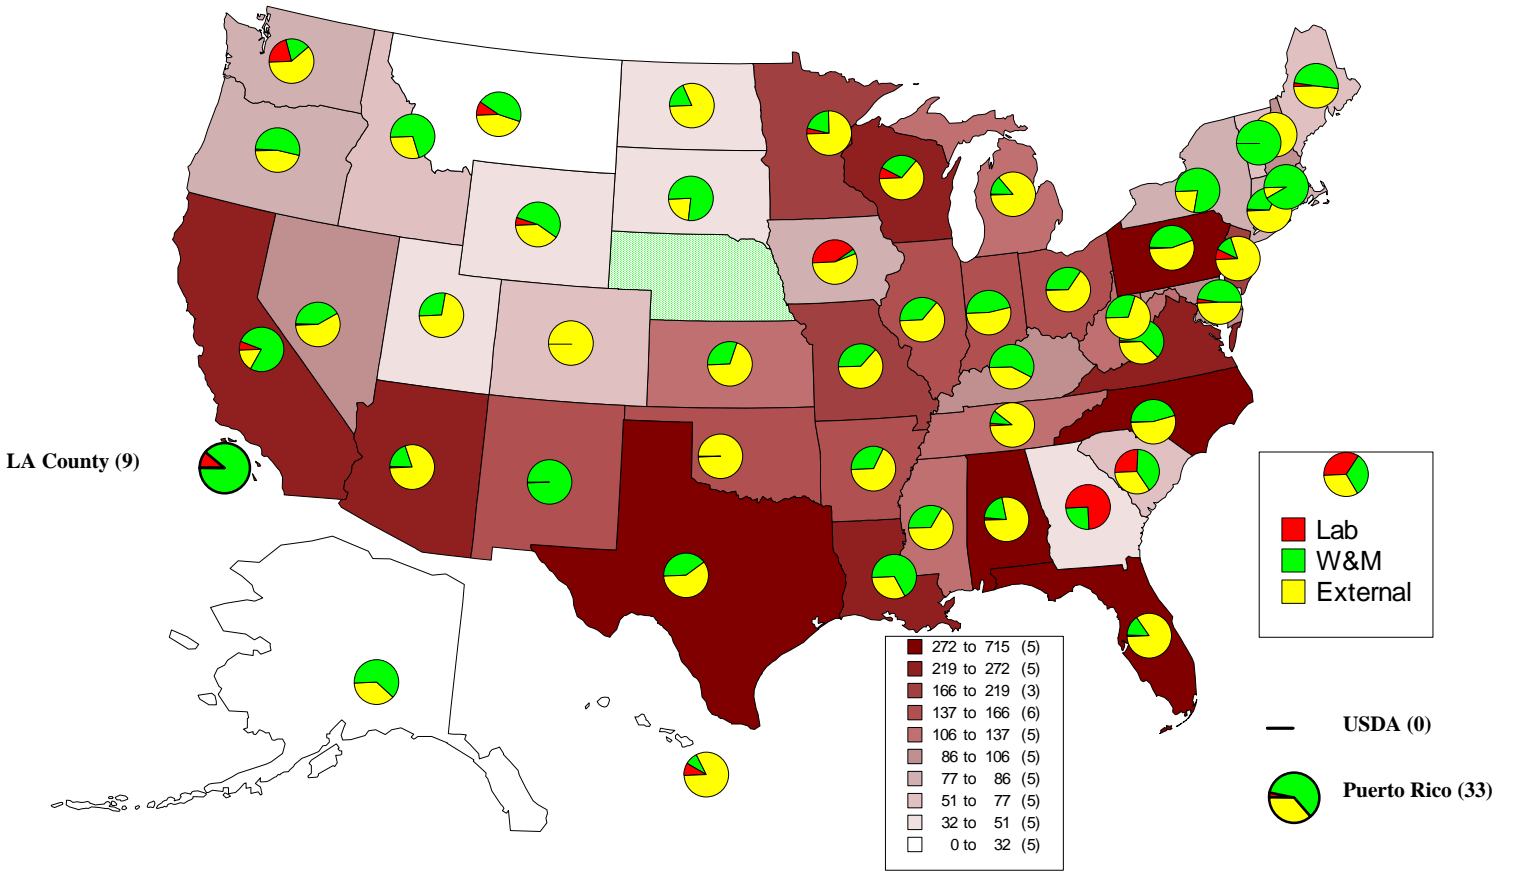 LA County (9)
Lab
W&M
External
272 to 715 (5)
219 to 272 (5)
166 to 219 (3)
137 to 166 (6)
106 to 137 (5)
86 to 106 (5)
77 to 86 (5)
51 to 77 (5)
32 to 51 (5)
0 to 32 (5)
USDA (0)
Puerto Rico (33)